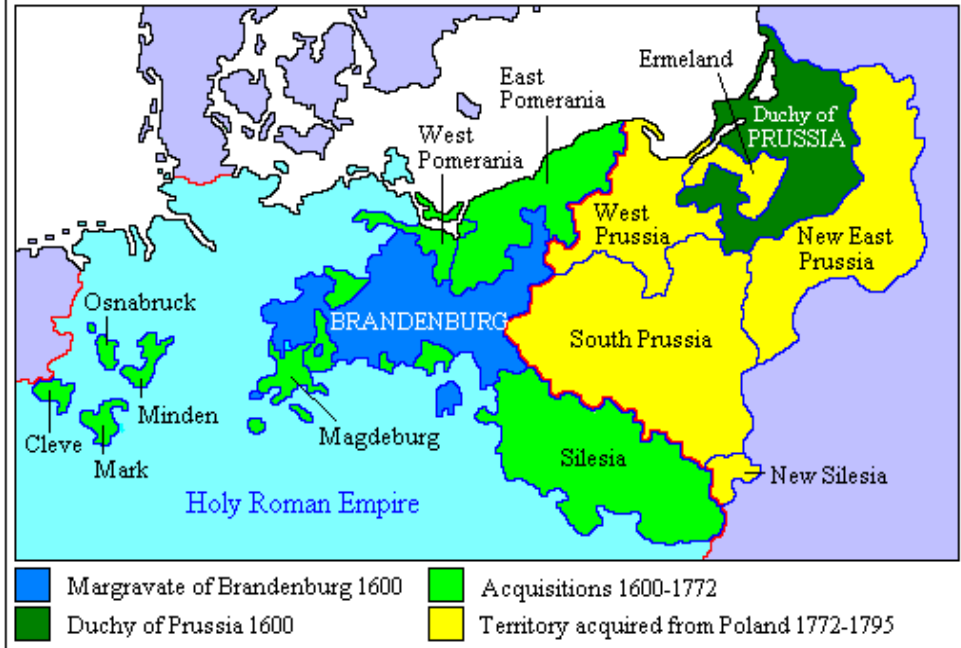 Ermeland
East
Pomerania
Duchy of
PRUSSIA
West
Pomerania
West
Prussia
New East
Prussia
Osnabruck
BRANDENBURG
South Prussia
Minden
Magdeburg
Cleve
Mark
Silesia
New Silesia
Holy Roman Empire
Margravate of Brandenburg 1600
Acquisitions 1600-1772
Duchy of Prussia 1600
Territory acquired from Poland 1772-1795